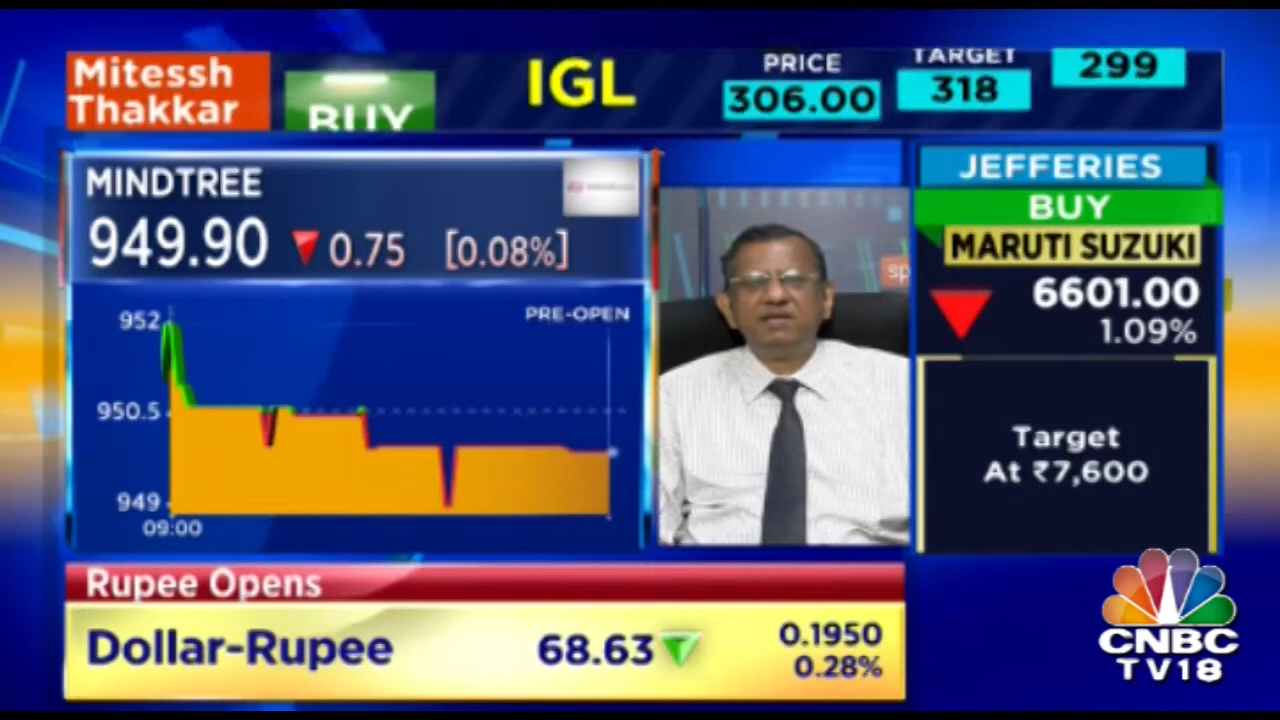 Mitessh
Thakkar
BUY
IGL
PRICE
306.00
TARGET
318
299
MINDTREE
949.90 0.75 [0.08%]
PRE-OPEN
952
950.5
949
09:00
sp
JEFFERIES
BUY
MARUTI SUZUKI
6601.00
1.09%
Target
At ₹7,600
Rupee Opens
Dollar-Rupee 68.63 0.1950
0.28%
CNBC
TV18